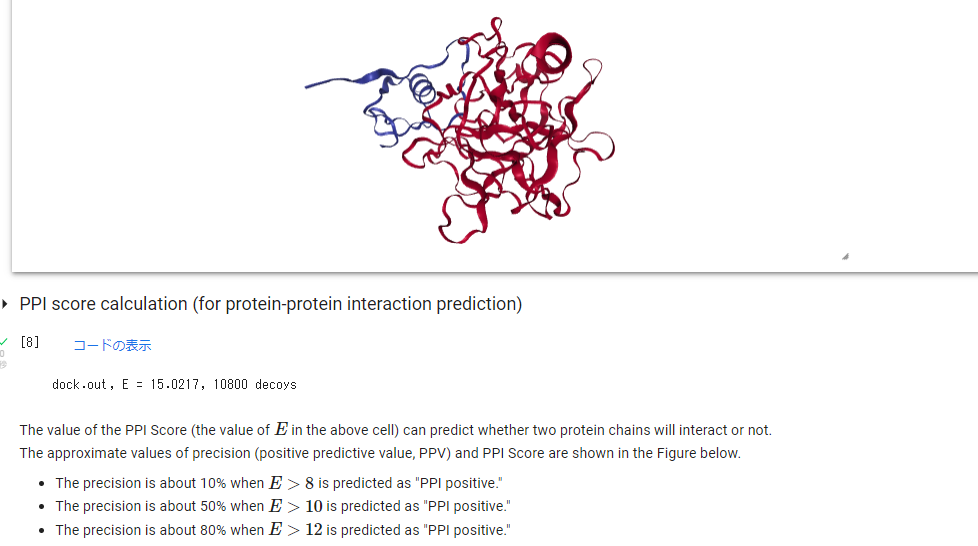 PPI score calculation (for protein-protein interaction prediction)
[8] コードの表示
0
秒
dock.out, E = 15.0217, 10800 decoys
The value of the PPI Score (the value of E in the above cell) can predict whether two protein chains will interact or not.
The approximate values of precision (positive predictive value, PPV) and PPI Score are shown in the Figure below.
• The precision is about 10% when E > 8 is predicted as "PPI positive."
• The precision is about 50% when E > 10 is predicted as "PPI positive."
• The precision is about 80% when E > 12 is predicted as "PPI positive."